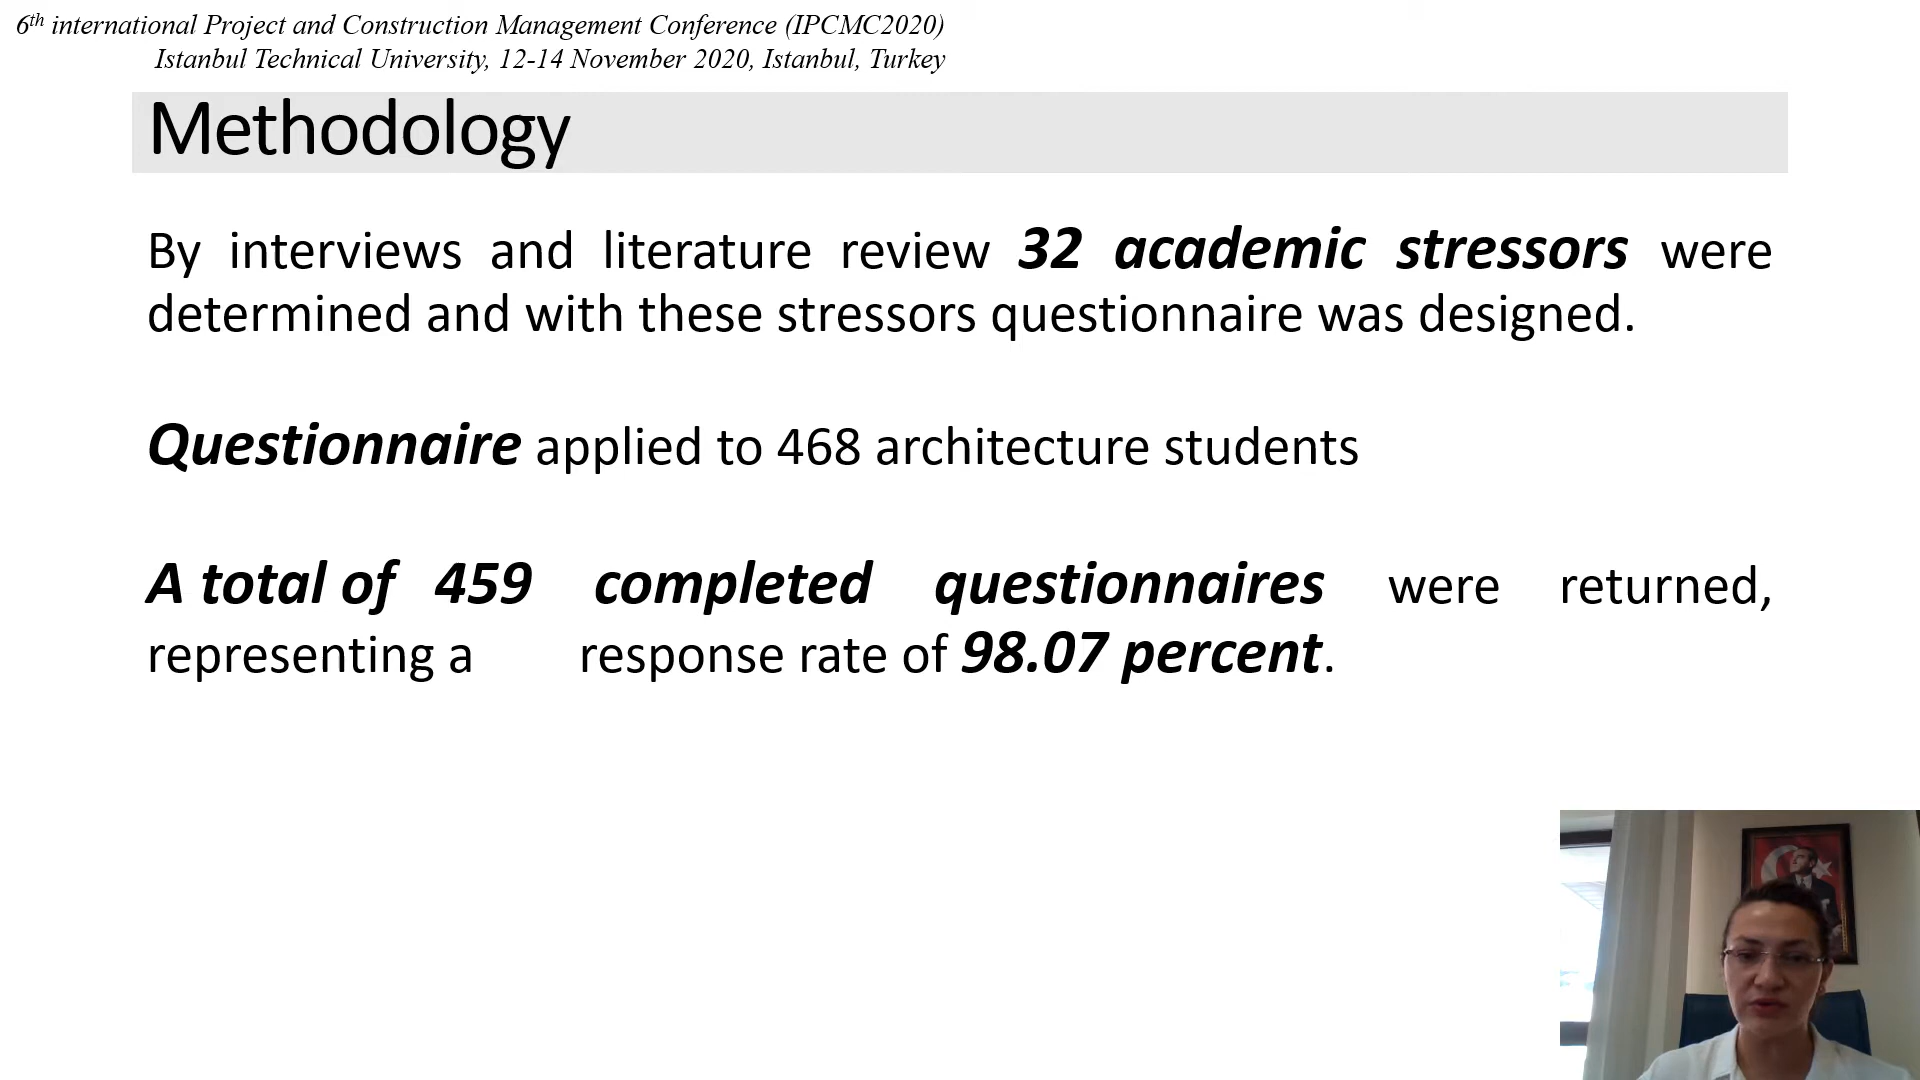 6th international Project and Construction Management Conference (IPCMC2020)
Istanbul Technical University, 12-14 November 2020, Istanbul, Turkey
Methodology
By interviews and literature review 32 academic stressors were
determined and with these stressors questionnaire was designed.
Questionnaire applied to 468 architecture students
A total of 459 completed questionnaires were returned,
representing a response rate of 98.07 percent.